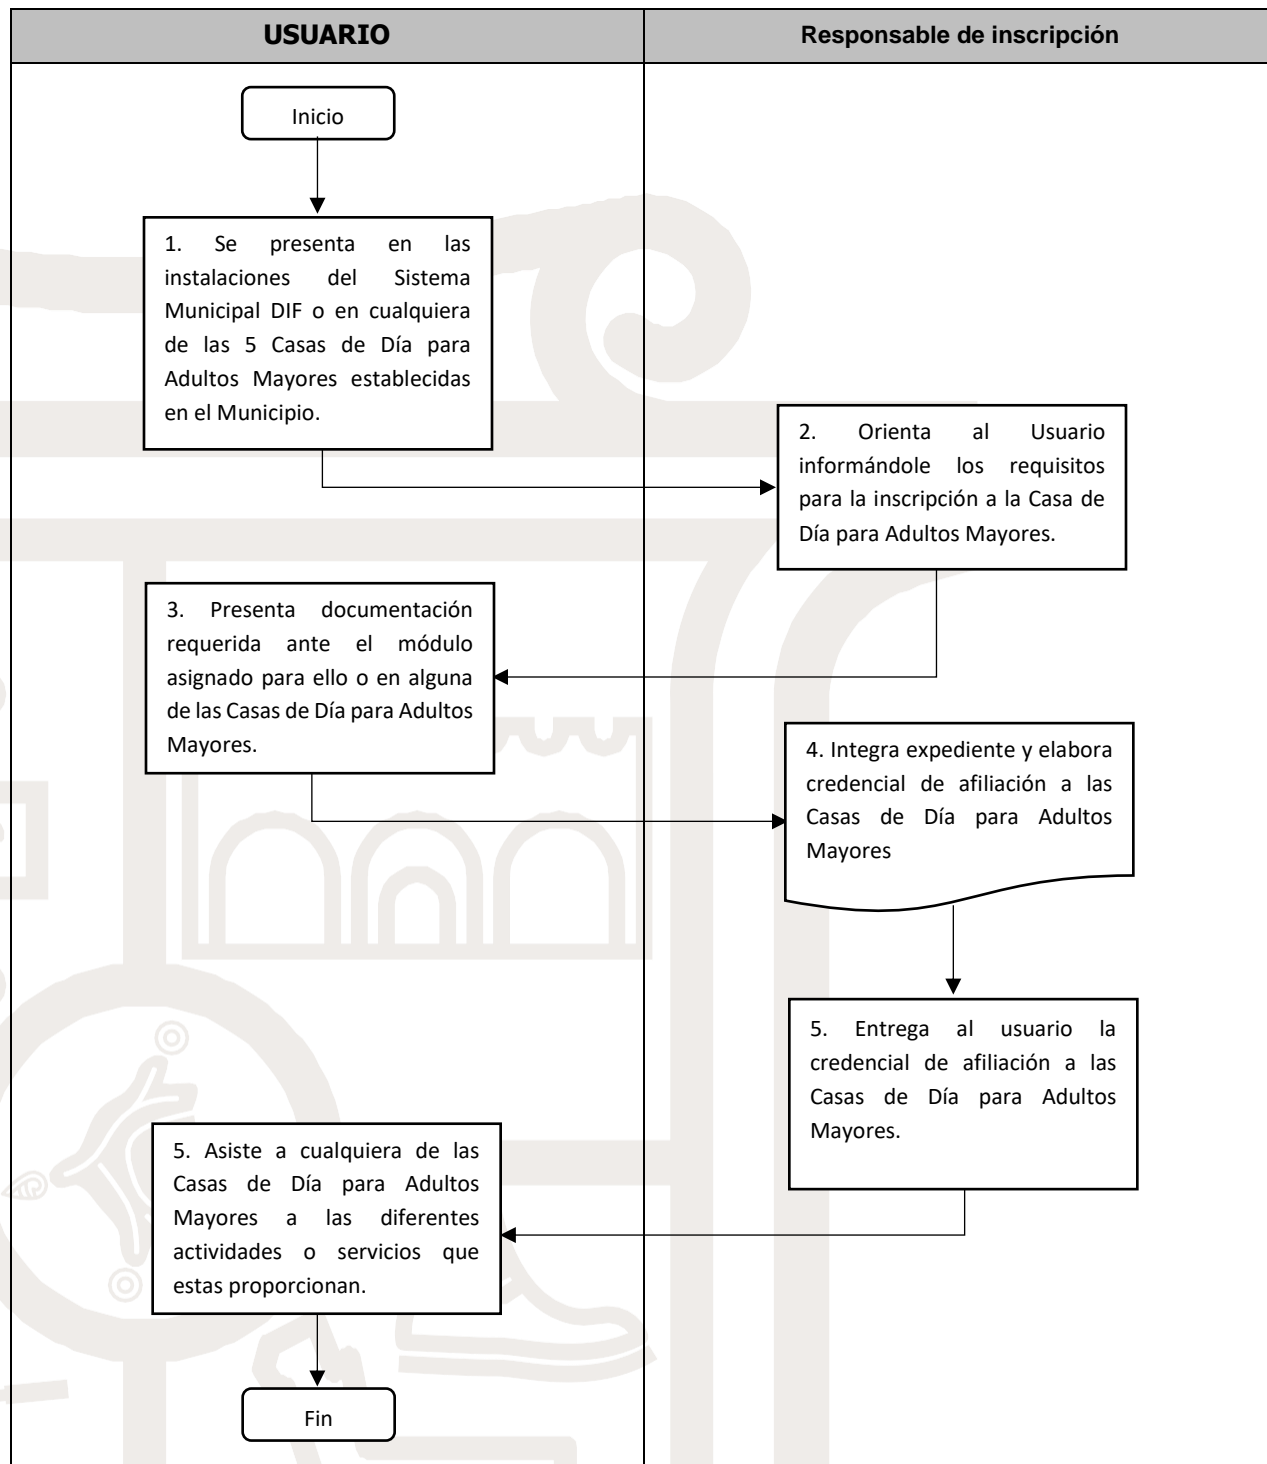 USUARIO
Responsable de inscripción
Inicio
1. Se presenta en las
instalaciones del Sistema
Municipal DIF o en cualquiera
de las 5 Casas de Día para
Adultos Mayores establecidas
en el Municipio.
2. Orienta al Usuario
informándole los requisitos
para la inscripción a la Casa de
Día para Adultos Mayores.
3. Presenta documentación
requerida ante el módulo
asignado para ello o en alguna
de las Casas de Día para Adultos
Mayores.
4. Integra expediente y elabora
credencial de afiliación a las
Casas de Día para Adultos
Mayores
5. Entrega al usuario la
credencial de afiliación a las
Casas de Día para Adultos
Mayores.
5. Asiste a cualquiera de las
Casas de Día para Adultos
Mayores a las diferentes
actividades o servicios que
estas proporcionan.
Fin